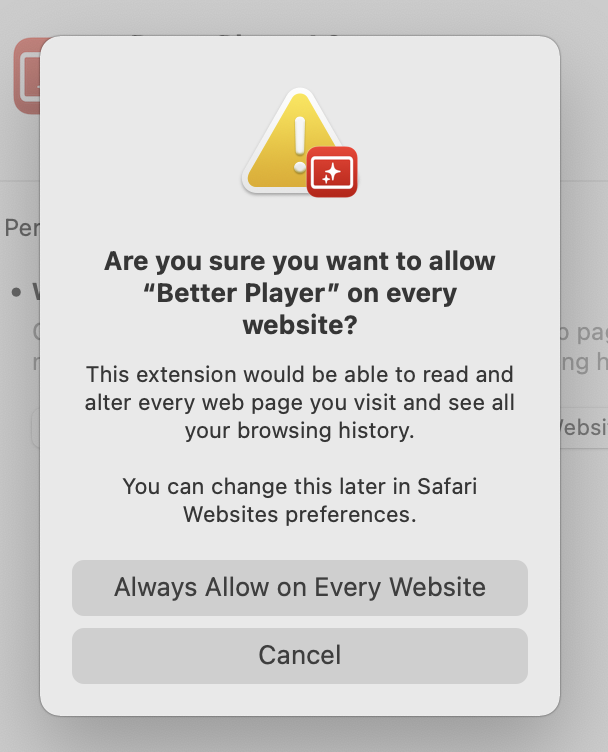 Are you sure you want to allow
“Better Player” on every
website?
This extension would be able to read and
alter every web page you visit and see all
your browsing history.
You can change this later in Safari
Websites preferences.
Always Allow on Every Website
Cancel